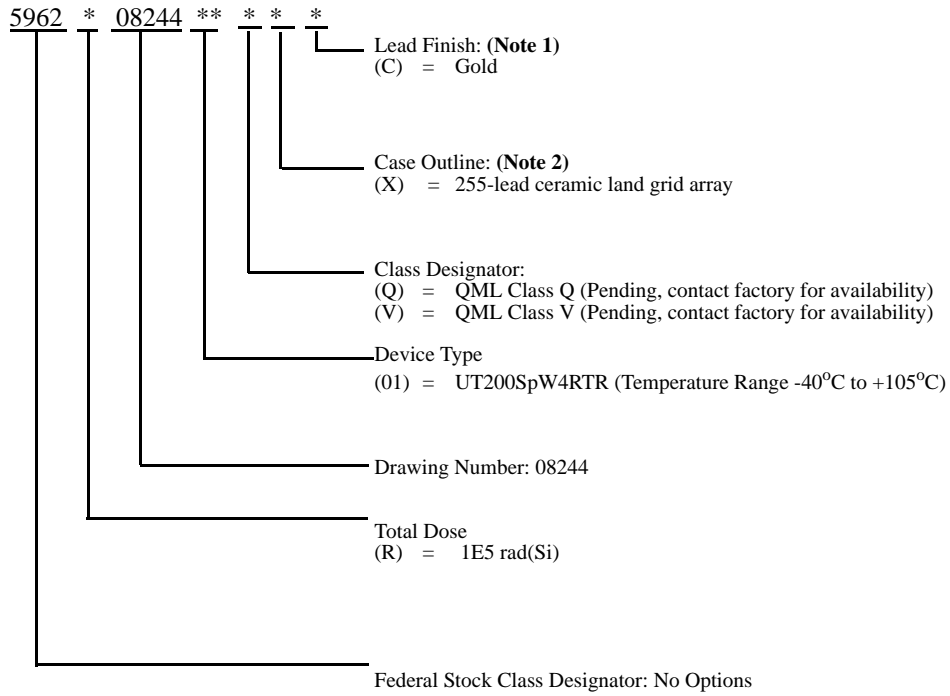 5962 * 08244 ** * * *
Lead Finish: (Note 1)
(C) = Gold
Case Outline: (Note 2)
(X) = 255-lead ceramic land grid array
Class Designator:
(Q) = QML Class Q (Pending, contact factory for availability)
(V) = QML Class V (Pending, contact factory for availability)
Device Type
(01) = UT200SpW4RTR (Temperature Range -40°C to +105°C)
Drawing Number: 08244
Total Dose
(R) = 1E5 rad(Si)
Federal Stock Class Designator: No Options